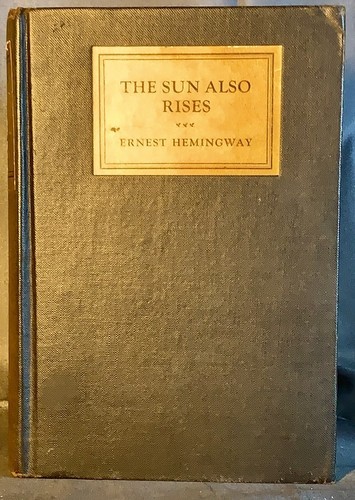 THE SUN ALSO
RISES
ERNEST HEMINGWAY